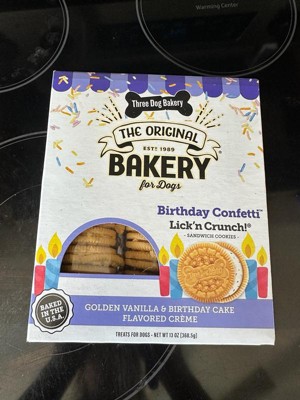 Warming Center
Three Dog Bakery
THE ORIGINAL
ESTD 1989
BAKERY
for Dogs
Birthday Confetti™
Lick'n Crunch!®
- SANDWICH COOKIES -
BAKED
IN THE
U.S.A.
GOLDEN VANILLA & BIRTHDAY CAKE
FLAVORED CRÈME
TREATS FOR DOGS • NET WT 13 OZ (368.5g)